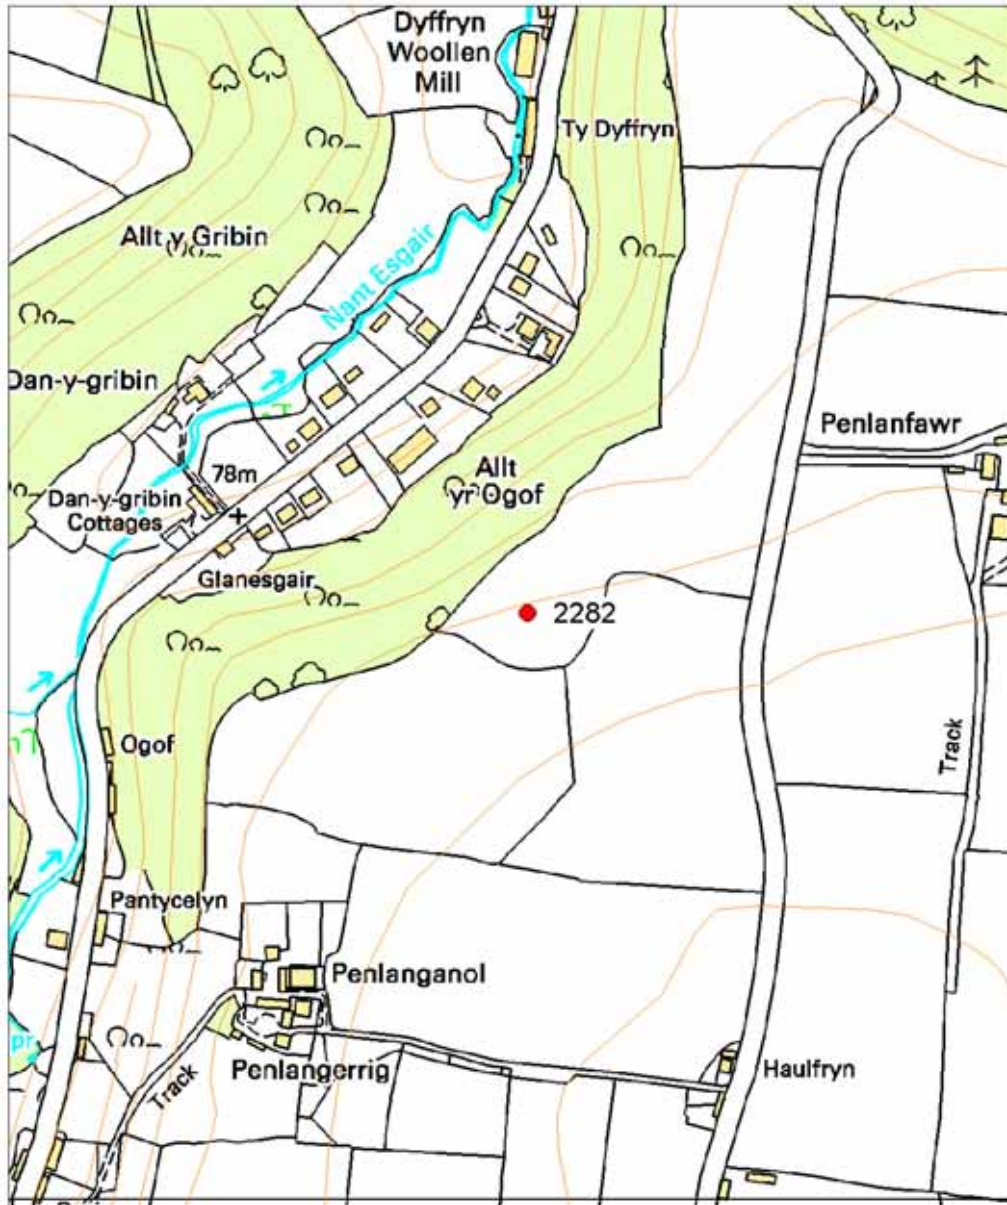 Dyffryn
Woollen
Mill
Ty Dyffryn
Allt y Gribin
Nant Esgair
Dan-y-gribin
Penlanfawr
78m
Allt
yr Ogof
Dan-y-gribin
Cottages
Glanesgair
2282
Ogof
Track
Pantycelyn
Penlanganol
pr
Penlangerrig
Haulfryn
Track